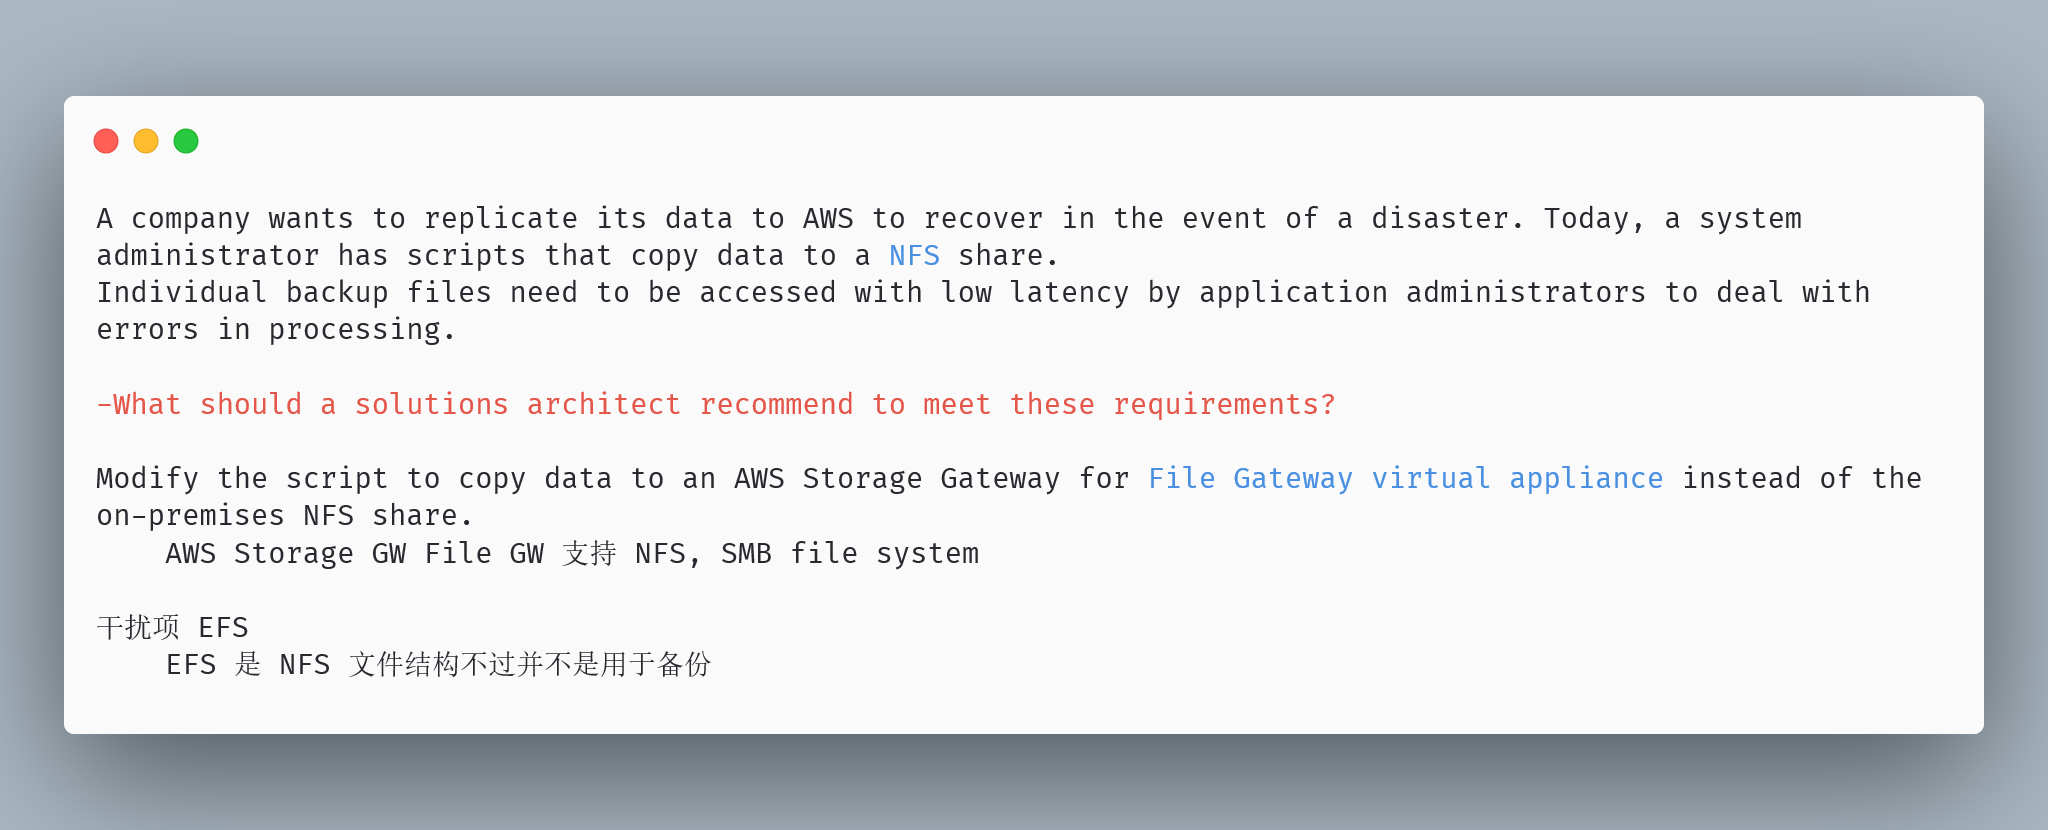 A company wants to replicate its data to AWS to recover in the event of a disaster. Today, a system
administrator has scripts that copy data to a NFS share.
Individual backup files need to be accessed with low latency by application administrators to deal with
errors in processing.
-What should a solutions architect recommend to meet these requirements?
Modify the script to copy data to an AWS Storage Gateway for File Gateway virtual appliance instead of the
on-premises NFS share.
AWS Storage GW File GW 支持 NFS, SMB file system
干扰项 EFS
EFS 是 NFS 文件结构不过并不是用于备份